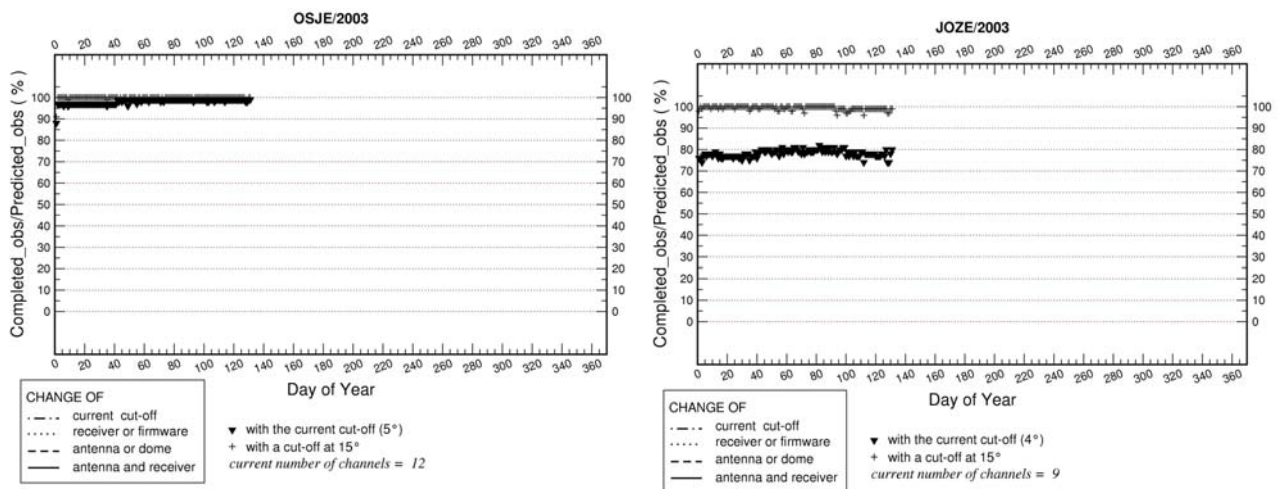 OSJE/2003
0 20 40 60 80 100 120 140 160 180 200 220 240 260 280 300 320 340 360
Completed_obs/Predicted_obs ( % )
100 100
90 90
80 80
70 70
60 60
50 50
40 40
30 30
20 20
10 10
0 0
0 20 40 60 80 100 120 140 160 180 200 220 240 260 280 300 320 340 360
Day of Year
CHANGE OF
current cut-off
receiver or firmware
antenna or dome
antenna and receiver
▼ with the current cut-off (5°)
+ with a cut-off at 15°
current number of channels = 12
JOZE/2003
0 20 40 60 80 100 120 140 160 180 200 220 240 260 280 300 320 340 360
Completed_obs/Predicted_obs ( % )
100 100
90 90
80 80
70 70
60 60
50 50
40 40
30 30
20 20
10 10
0 0
0 20 40 60 80 100 120 140 160 180 200 220 240 260 280 300 320 340 360
Day of Year
CHANGE OF
current cut-off
receiver or firmware
antenna or dome
antenna and receiver
▼ with the current cut-off (4°)
+ with a cut-off at 15°
current number of channels = 9